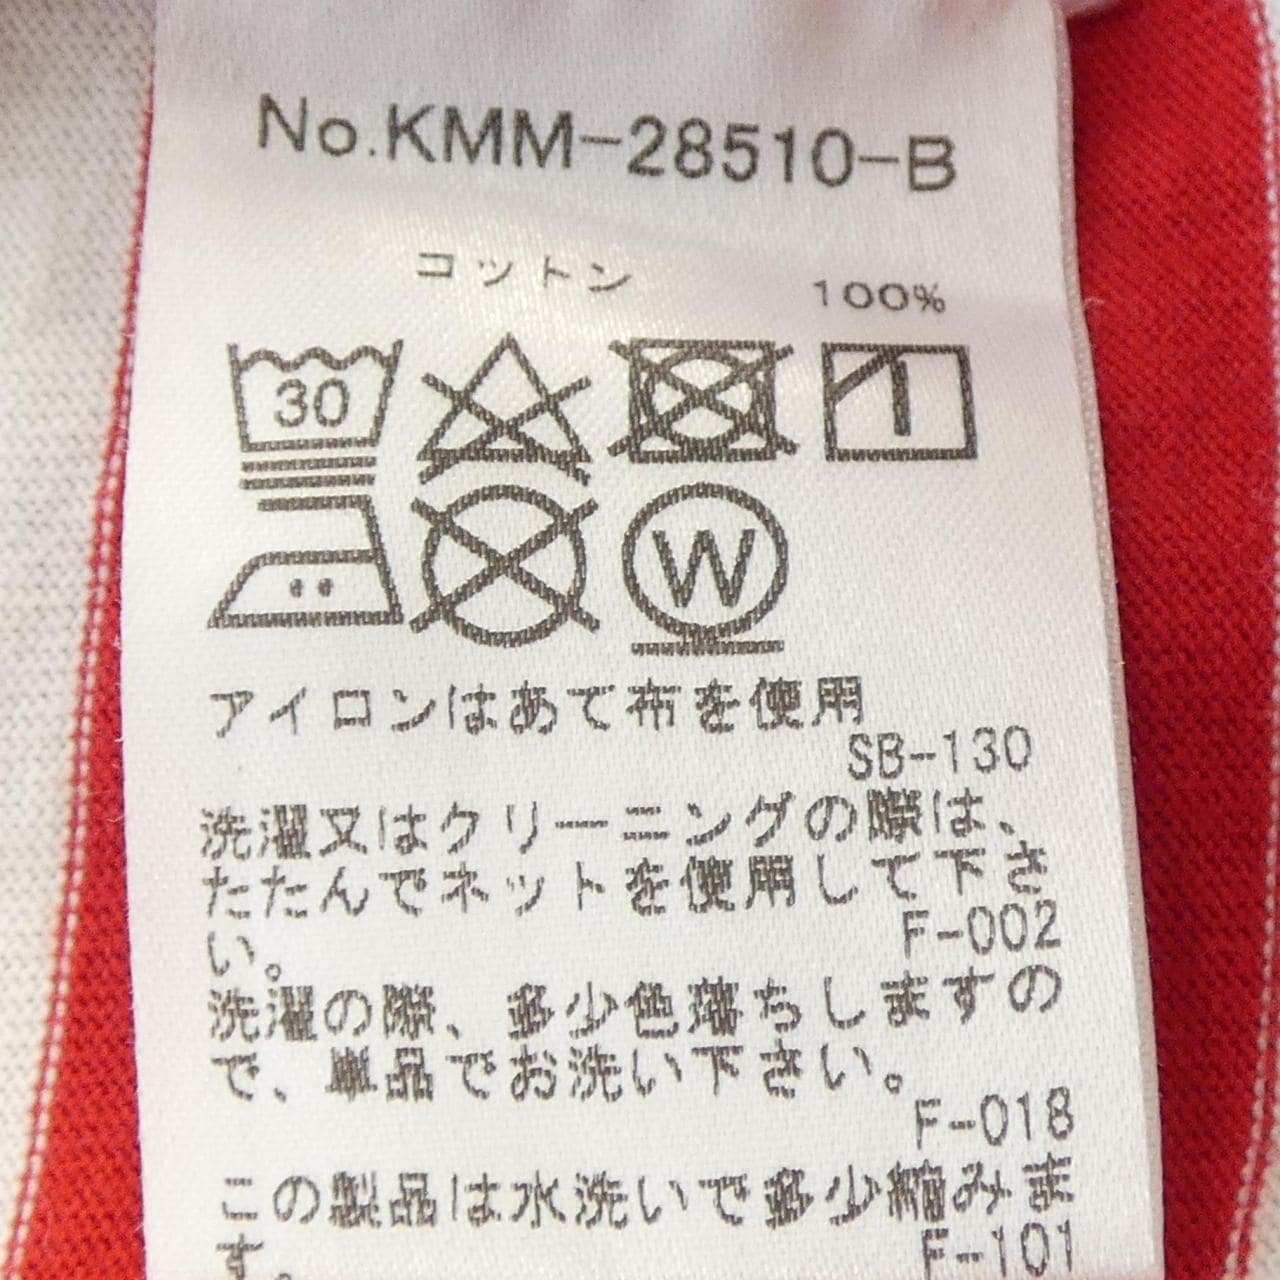 No.KMM-28510-B
コットン 100%
30
W
アイロンはあて布を使用
SB-130
洗濯又はクリーニングの際は、
たたんでネットを使用して下さ
い。
F-002
洗濯の際、多少色落ちしますの
で、単品でお洗い下さい。
F-018
この製品は水洗いで多少縮みま
す。
F-101